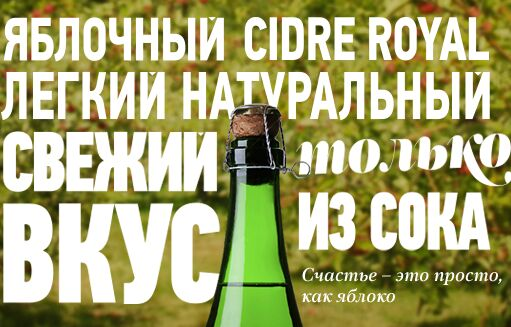 ЯБЛОЧНЫЙ CIDRE ROYAL
ЛЕГКИЙ НАТУРАЛЬНЫЙ
СВЕЖИЙ
ВКУС
только
ИЗ СОКА
Счастье – это просто,
как яблоко